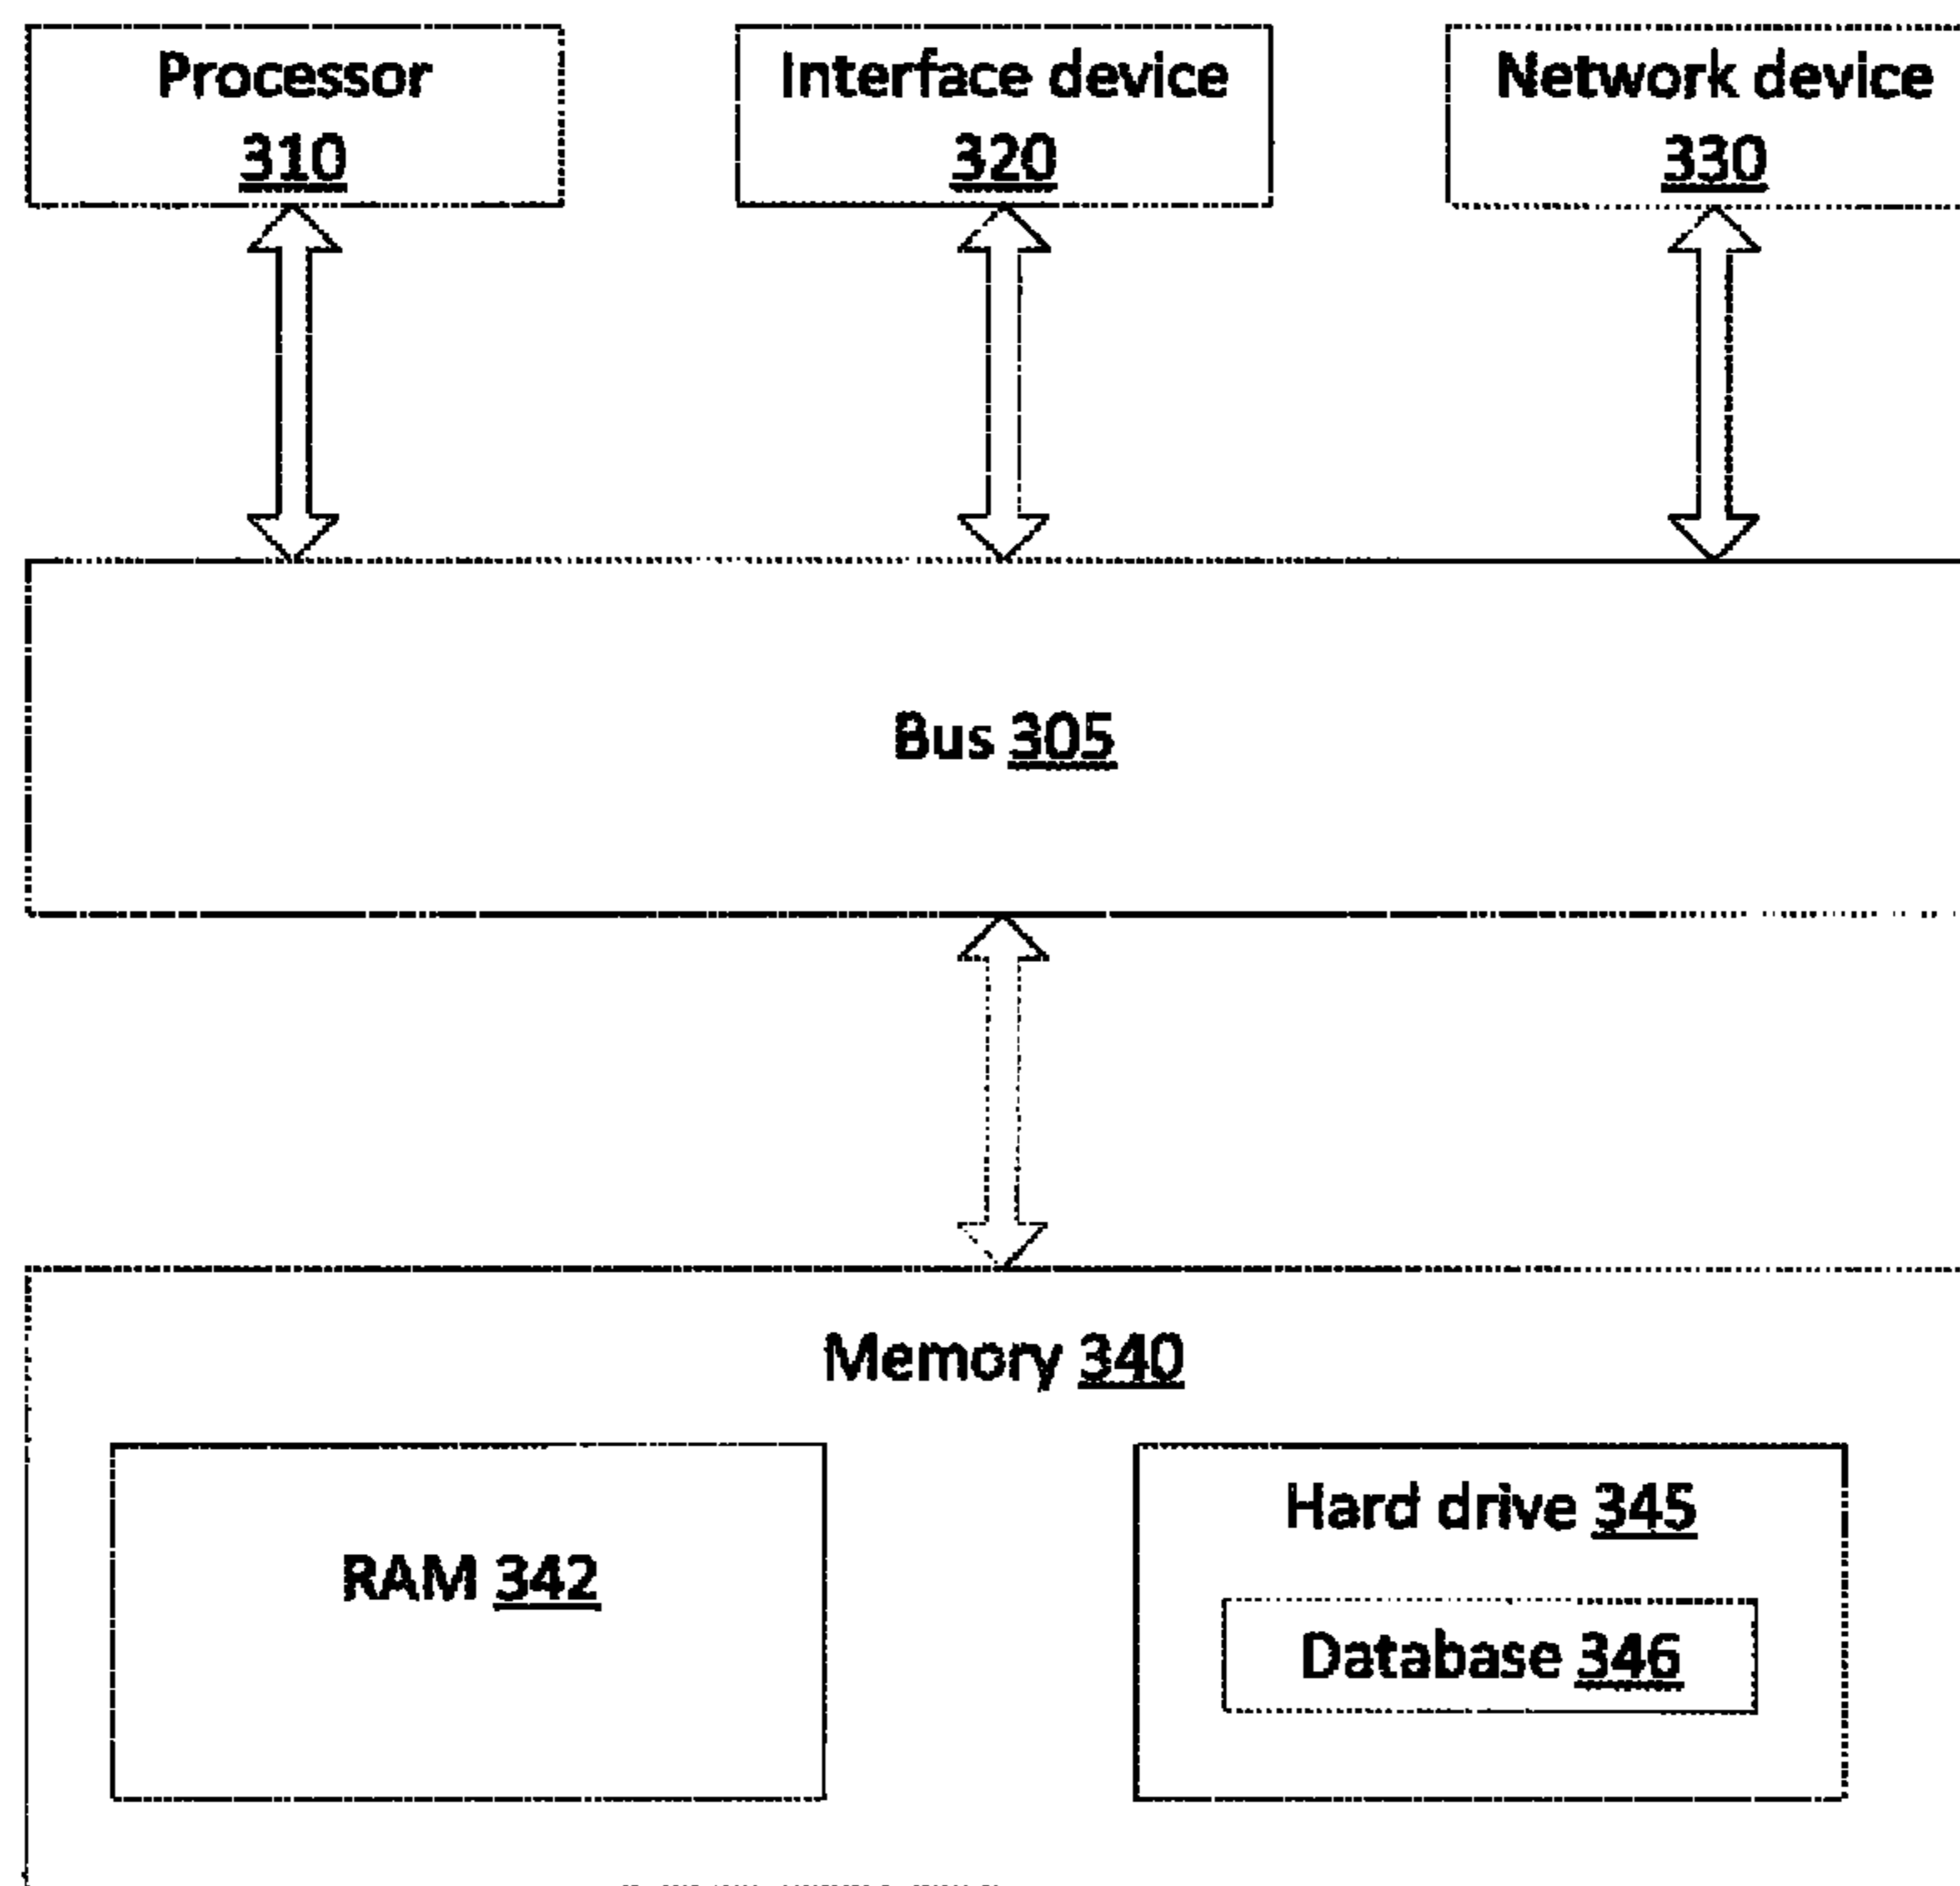 Processor
310
Interface device
320
Network device
330
Bus 305
Memory 340
RAM 342
Hard drive 345
Database 346